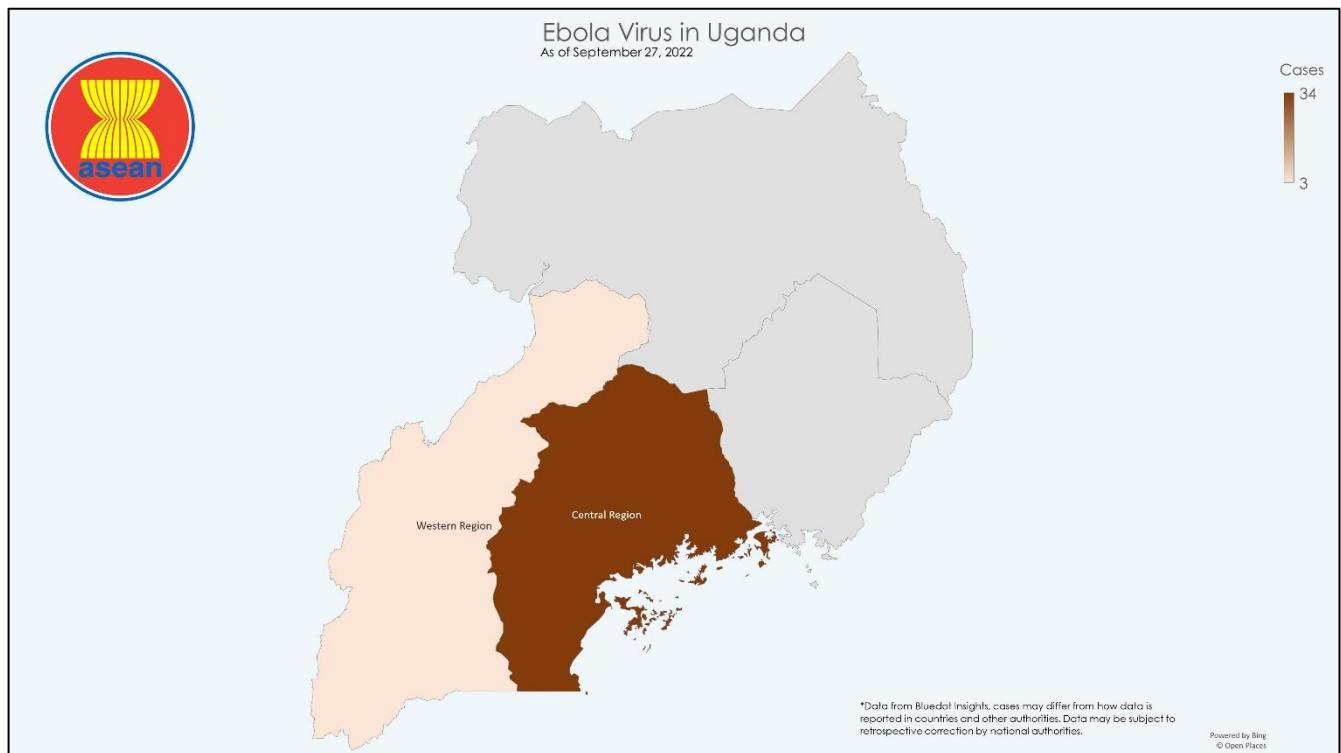 Ebola Virus in Uganda
As of September 27, 2022
asean
Cases
34
3
Western Region
Central Region
*Data from Bluedot Insights, cases may differ from how data is
reported in countries and other authorities. Data may be subject to
retrospective correction by national authorities.
Powered by Bing
© Open Places